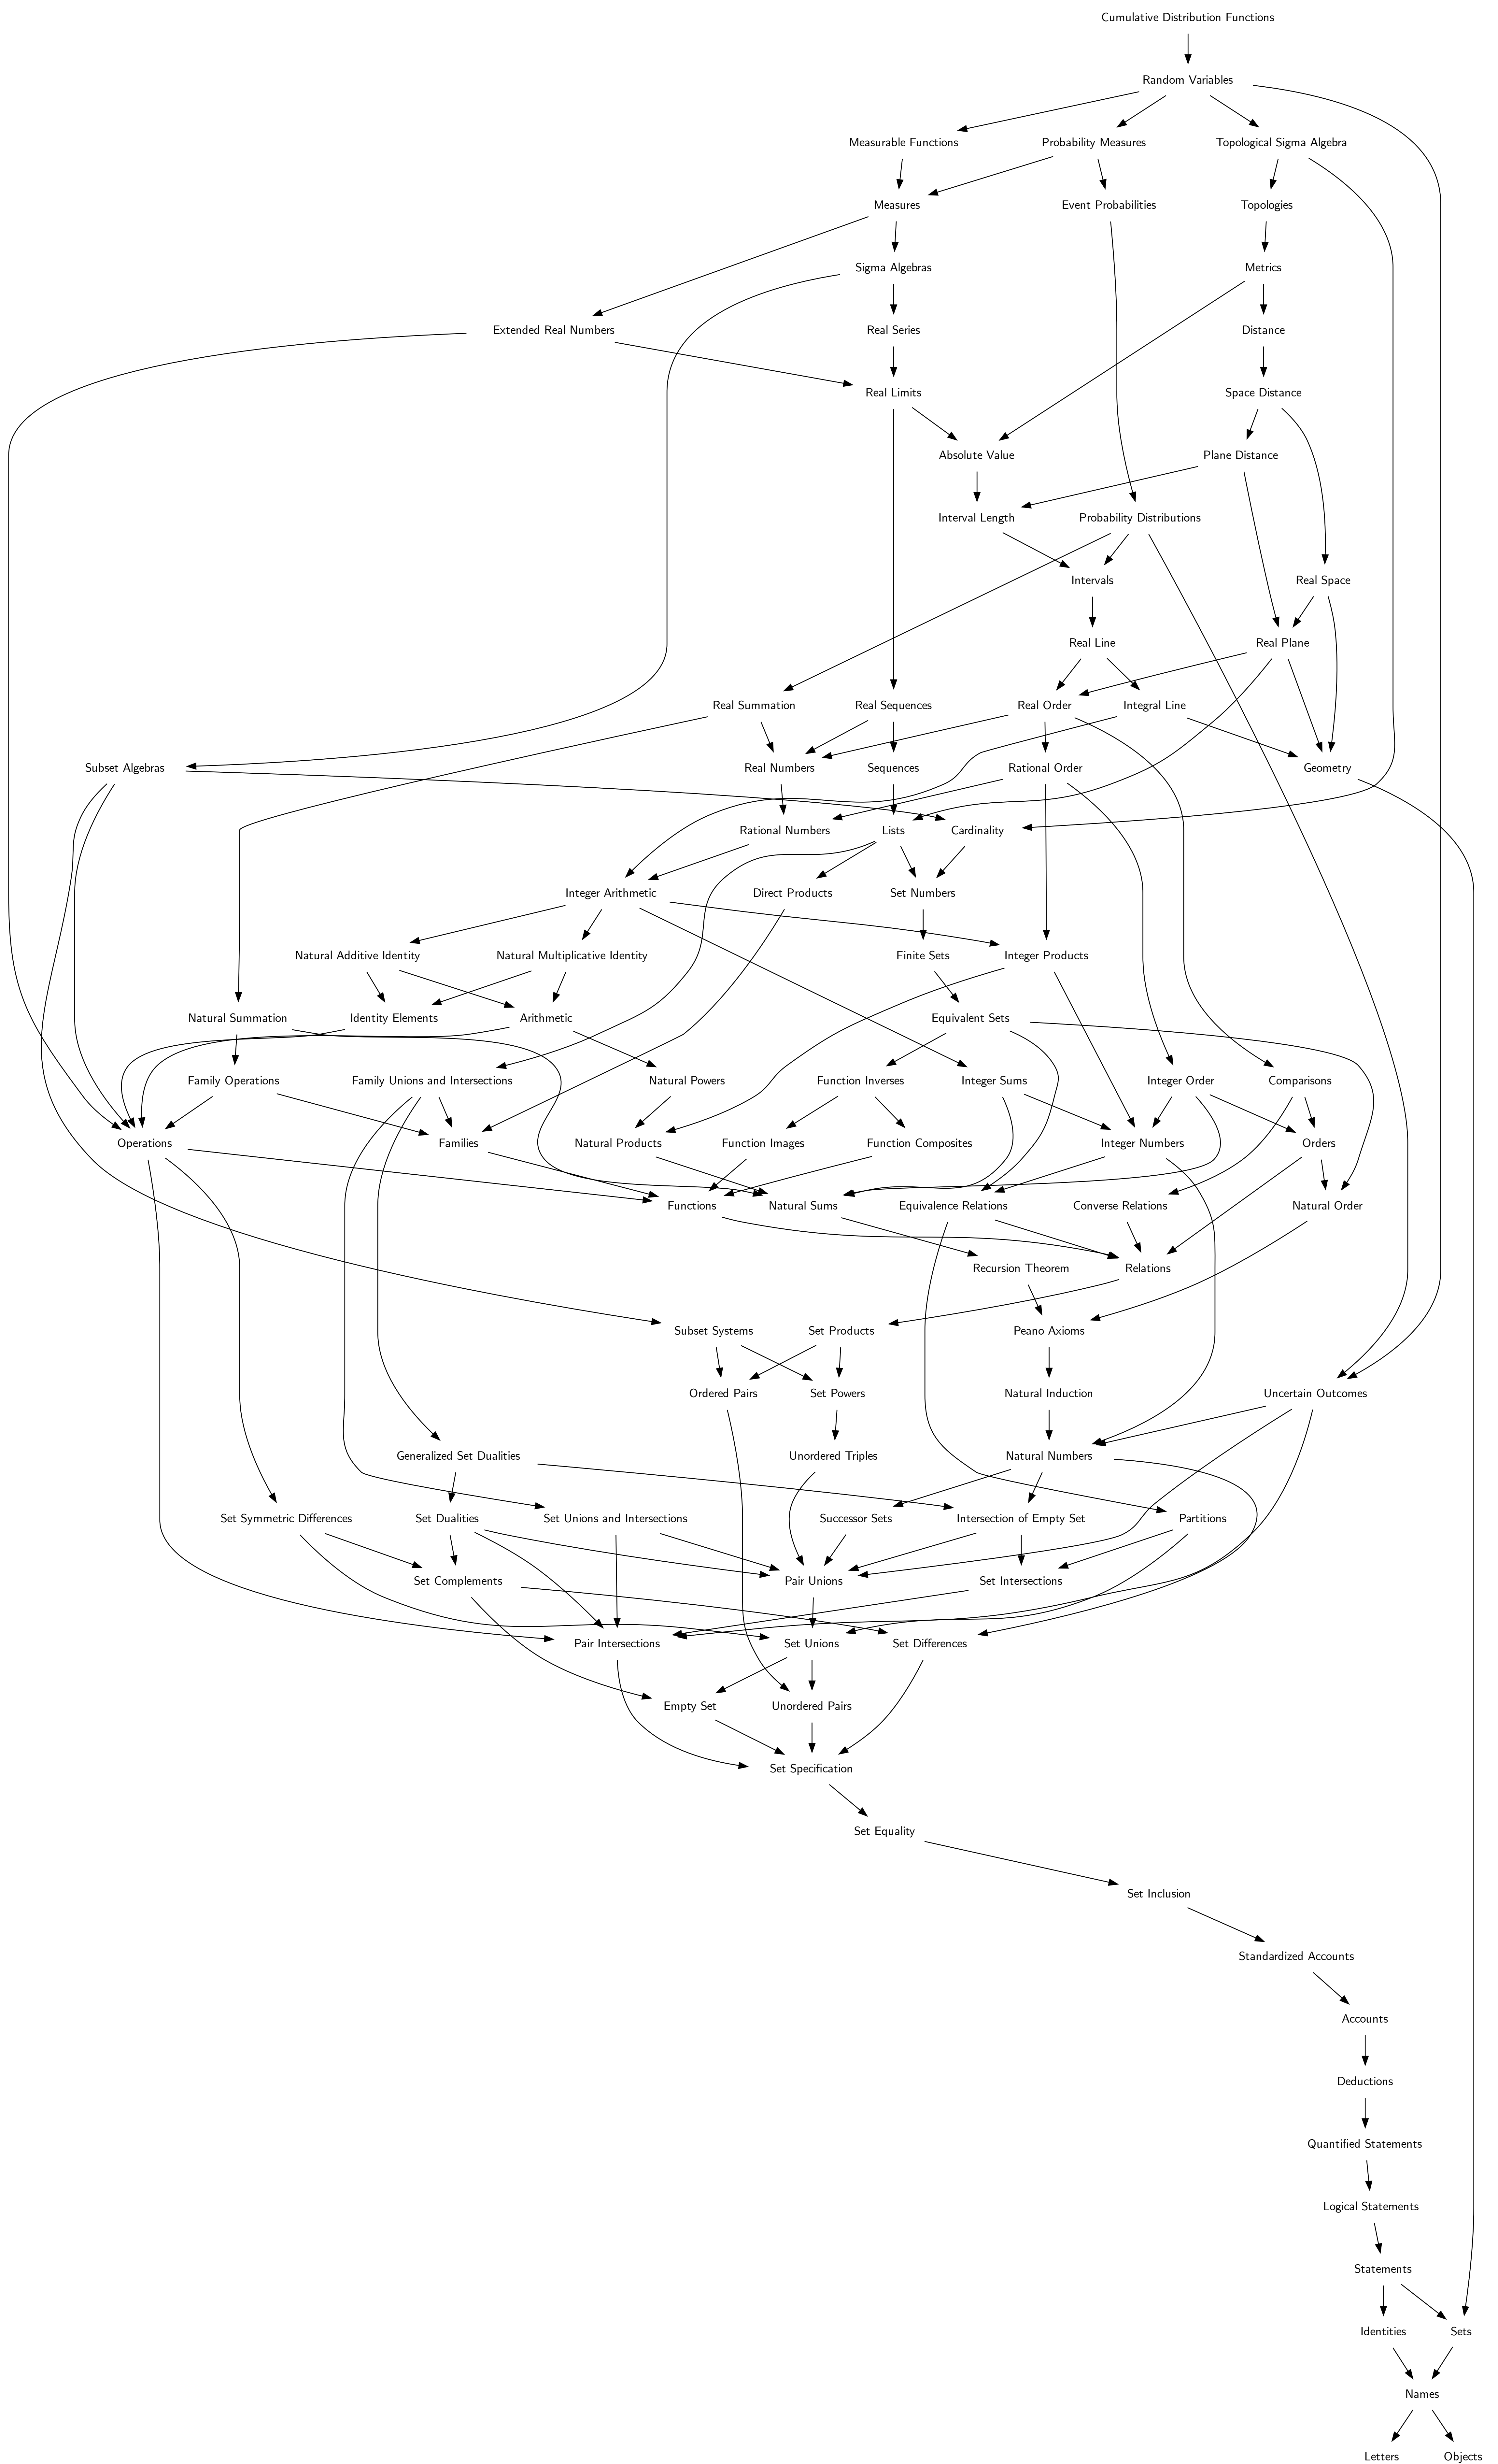 Cumulative Distribution Functions
Random Variables
Measurable Functions
Probability Measures
Topological Sigma Algebra
Measures
Event Probabilities
Topologies
Sigma Algebras
Metrics
Extended Real Numbers
Real Series
Distance
Real Limits
Space Distance
Absolute Value
Plane Distance
Interval Length
Probability Distributions
Intervals
Real Space
Real Line
Real Plane
Real Summation
Real Sequences
Real Order
Integral Line
Subset Algebras
Real Numbers
Sequences
Rational Order
Geometry
Rational Numbers
Lists
Cardinality
Integer Arithmetic
Direct Products
Set Numbers
Natural Additive Identity
Natural Multiplicative Identity
Finite Sets
Integer Products
Natural Summation
Identity Elements
Arithmetic
Equivalent Sets
Family Operations
Family Unions and Intersections
Natural Powers
Function Inverses
Integer Sums
Integer Order
Comparisons
Operations
Families
Natural Products
Function Images
Function Composites
Integer Numbers
Orders
Functions
Natural Sums
Equivalence Relations
Converse Relations
Natural Order
Recursion Theorem
Relations
Subset Systems
Set Products
Peano Axioms
Ordered Pairs
Set Powers
Natural Induction
Uncertain Outcomes
Generalized Set Dualities
Unordered Triples
Natural Numbers
Set Symmetric Differences
Set Dualities
Set Unions and Intersections
Successor Sets
Intersection of Empty Set
Partitions
Set Complements
Pair Unions
Set Intersections
Pair Intersections
Set Unions
Set Differences
Empty Set
Unordered Pairs
Set Specification
Set Equality
Set Inclusion
Standardized Accounts
Accounts
Deductions
Quantified Statements
Logical Statements
Statements
Identities
Sets
Names
Letters
Objects